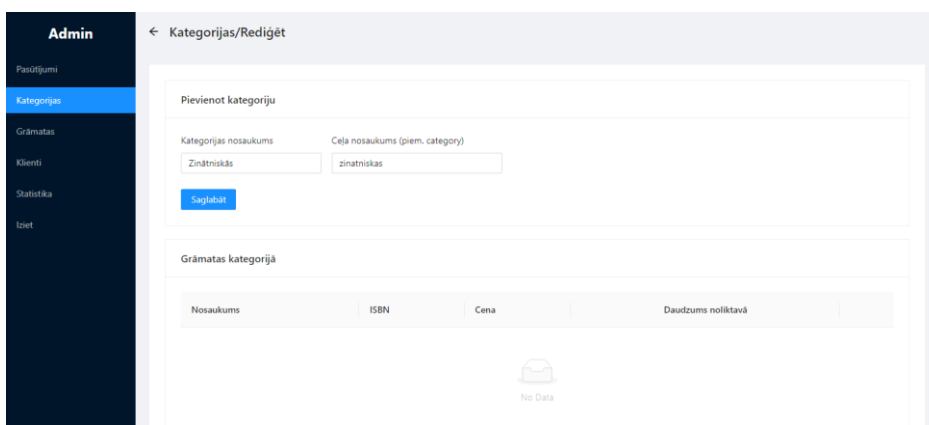 Admin
← Kategorijas/Rediģēt
Pasūtījumi
Kategorijas
Grāmatas
Klienti
Statistika
Iziet
Pievienot kategoriju
Kategorijas nosaukums Ceļa nosaukums (piem. category)
Zinātniskās zinatniskas
Saglabāt
Grāmatas kategorijā
Nosaukums ISBN Cena Daudzums noliktavā
No Data